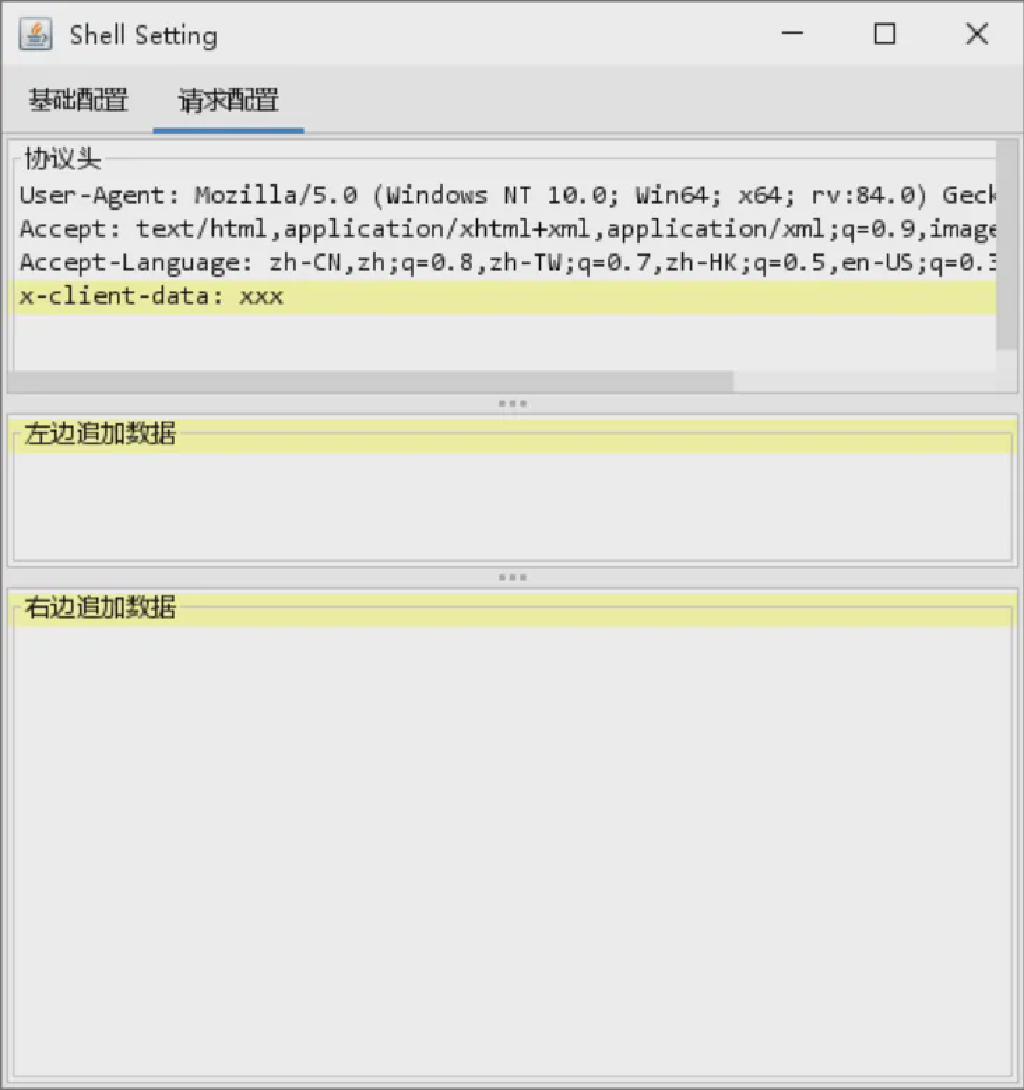 Shell Setting
基础配置 请求配置
协议头
User-Agent: Mozilla/5.0 (Windows NT 10.0; Win64; x64; rv:84.0) Geck
Accept: text/html,application/xhtml+xml,application/xml;q=0.9,image
Accept-Language: zh-CN,zh;q=0.8,zh-TW;q=0.7,zh-HK;q=0.5,en-US;q=0.3
x-client-data: xxx
左边追加数据
右边追加数据